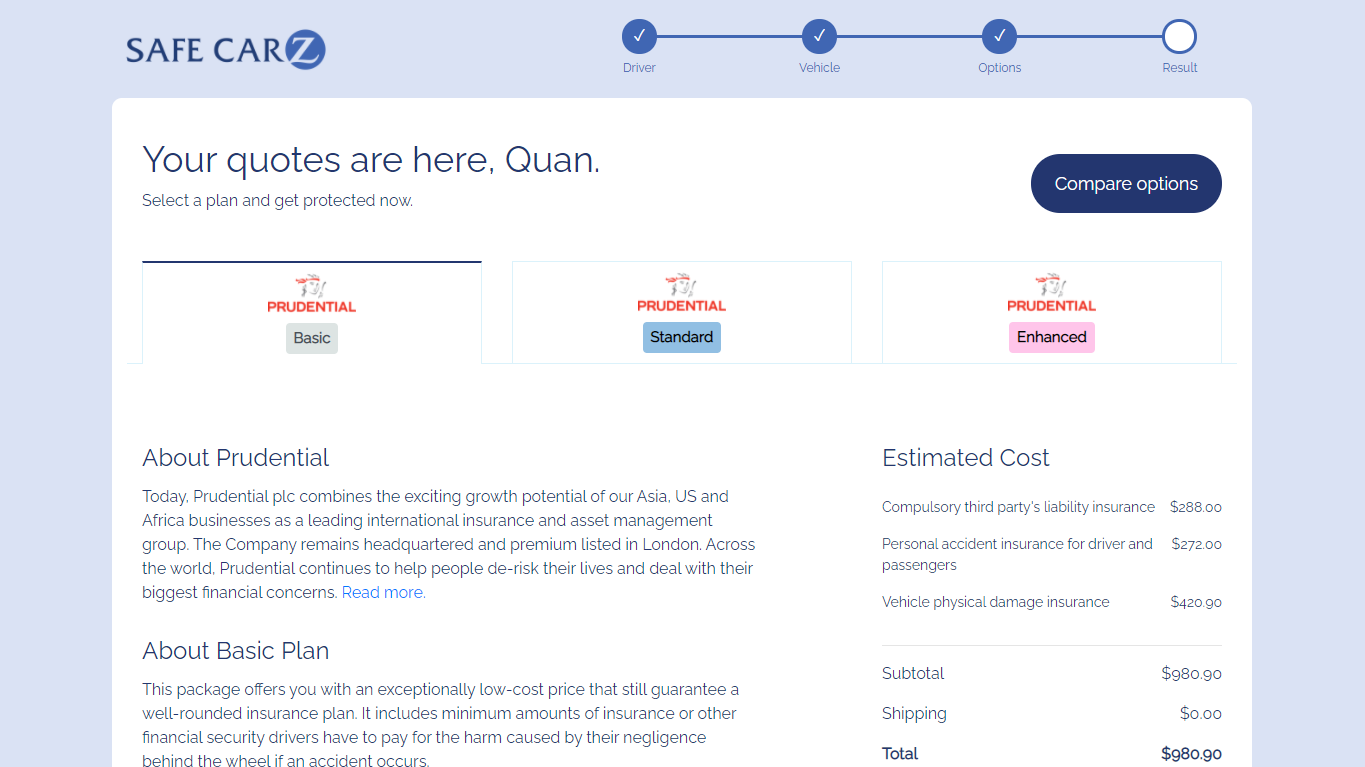 SAFE CAR Z
✓ ✓ ✓
Driver Vehicle Options Result
Your quotes are here, Quan.
Select a plan and get protected now.
Compare options
PRUDENTIAL
Basic
PRUDENTIAL
Standard
PRUDENTIAL
Enhanced
About Prudential
Today, Prudential plc combines the exciting growth potential of our Asia, US and
Africa businesses as a leading international insurance and asset management
group. The Company remains headquartered and premium listed in London. Across
the world, Prudential continues to help people de-risk their lives and deal with their
biggest financial concerns. Read more.
About Basic Plan
This package offers you with an exceptionally low-cost price that still guarantee a
well-rounded insurance plan. It includes minimum amounts of insurance or other
financial security drivers have to pay for the harm caused by their negligence
behind the wheel if an accident occurs.
Estimated Cost
Compulsory third party's liability insurance $288.00
Personal accident insurance for driver and $272.00
passengers
Vehicle physical damage insurance $420.90
Subtotal $980.90
Shipping $0.00
Total $980.90